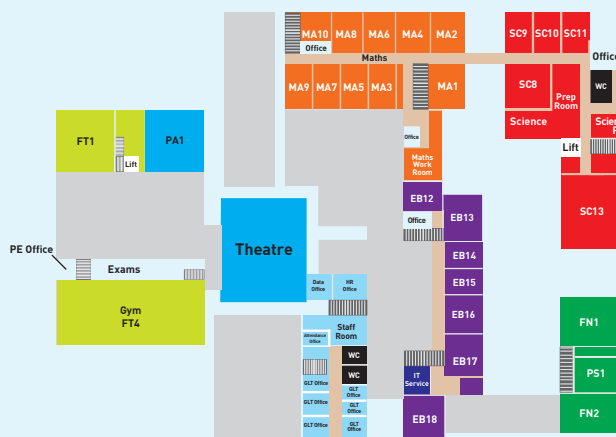 MA10
MA8
MA6
MA4
MA2
SC9
SC10
SC11
Office
Maths
Office
MA9
MA7
MA5
MA3
MA1
SC8
Prep
Room
WC
Science
FT1
PA1
Lift
Office
Lift
Maths
Work
Room
EB12
SC13
Office
EB13
PE Office
Exams
Theatre
EB14
Data
Office
HR
Office
EB15
Gym
FT4
EB16
FN1
Staff
Room
Attendance
Office
WC
EB17
WC
IT
Service
PS1
GLT Office
GLT
Office
GLT Office
GLT
Office
EB18
FN2
GLT Office
GLT
Office